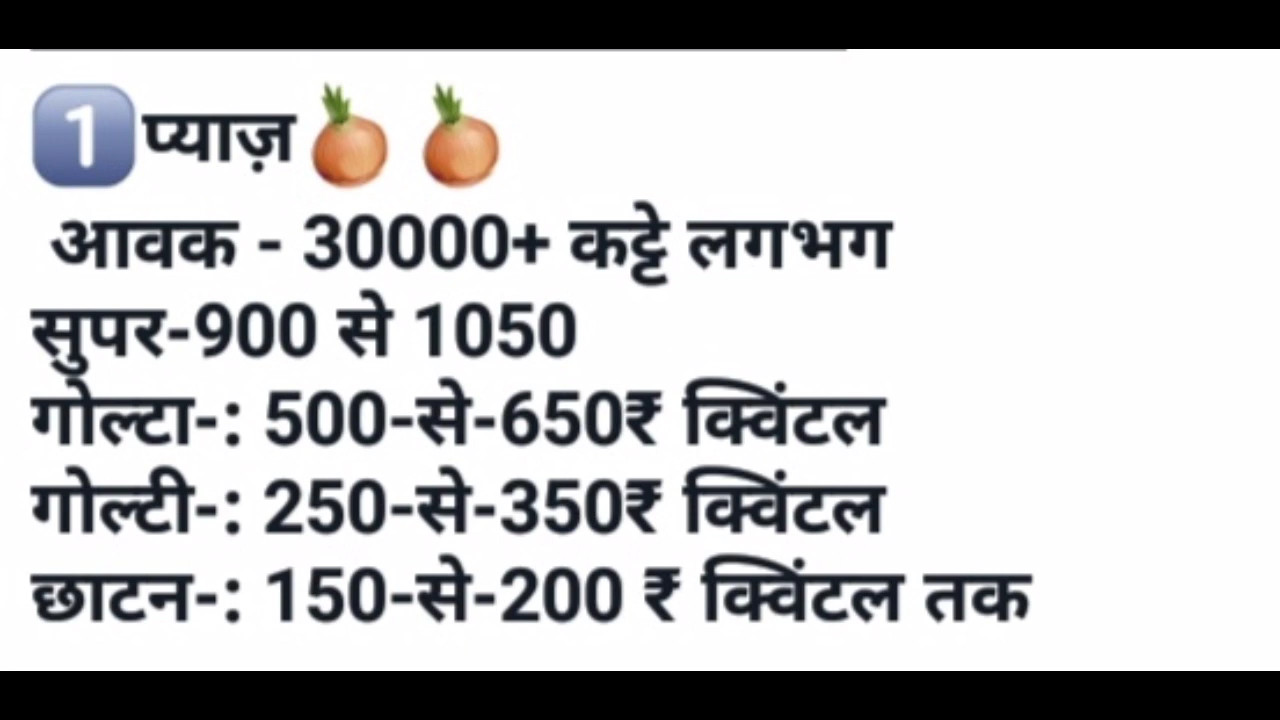 1️⃣प्याज़🧅 🧅
आवक - 30000+ कट्टे लगभग
सुपर-900 से 1050
गोल्टा-: 500-से-650₹ क्विंटल
गोल्टी-: 250-से-350₹ क्विंटल
छाटन-: 150-से-200 ₹ क्विंटल तक